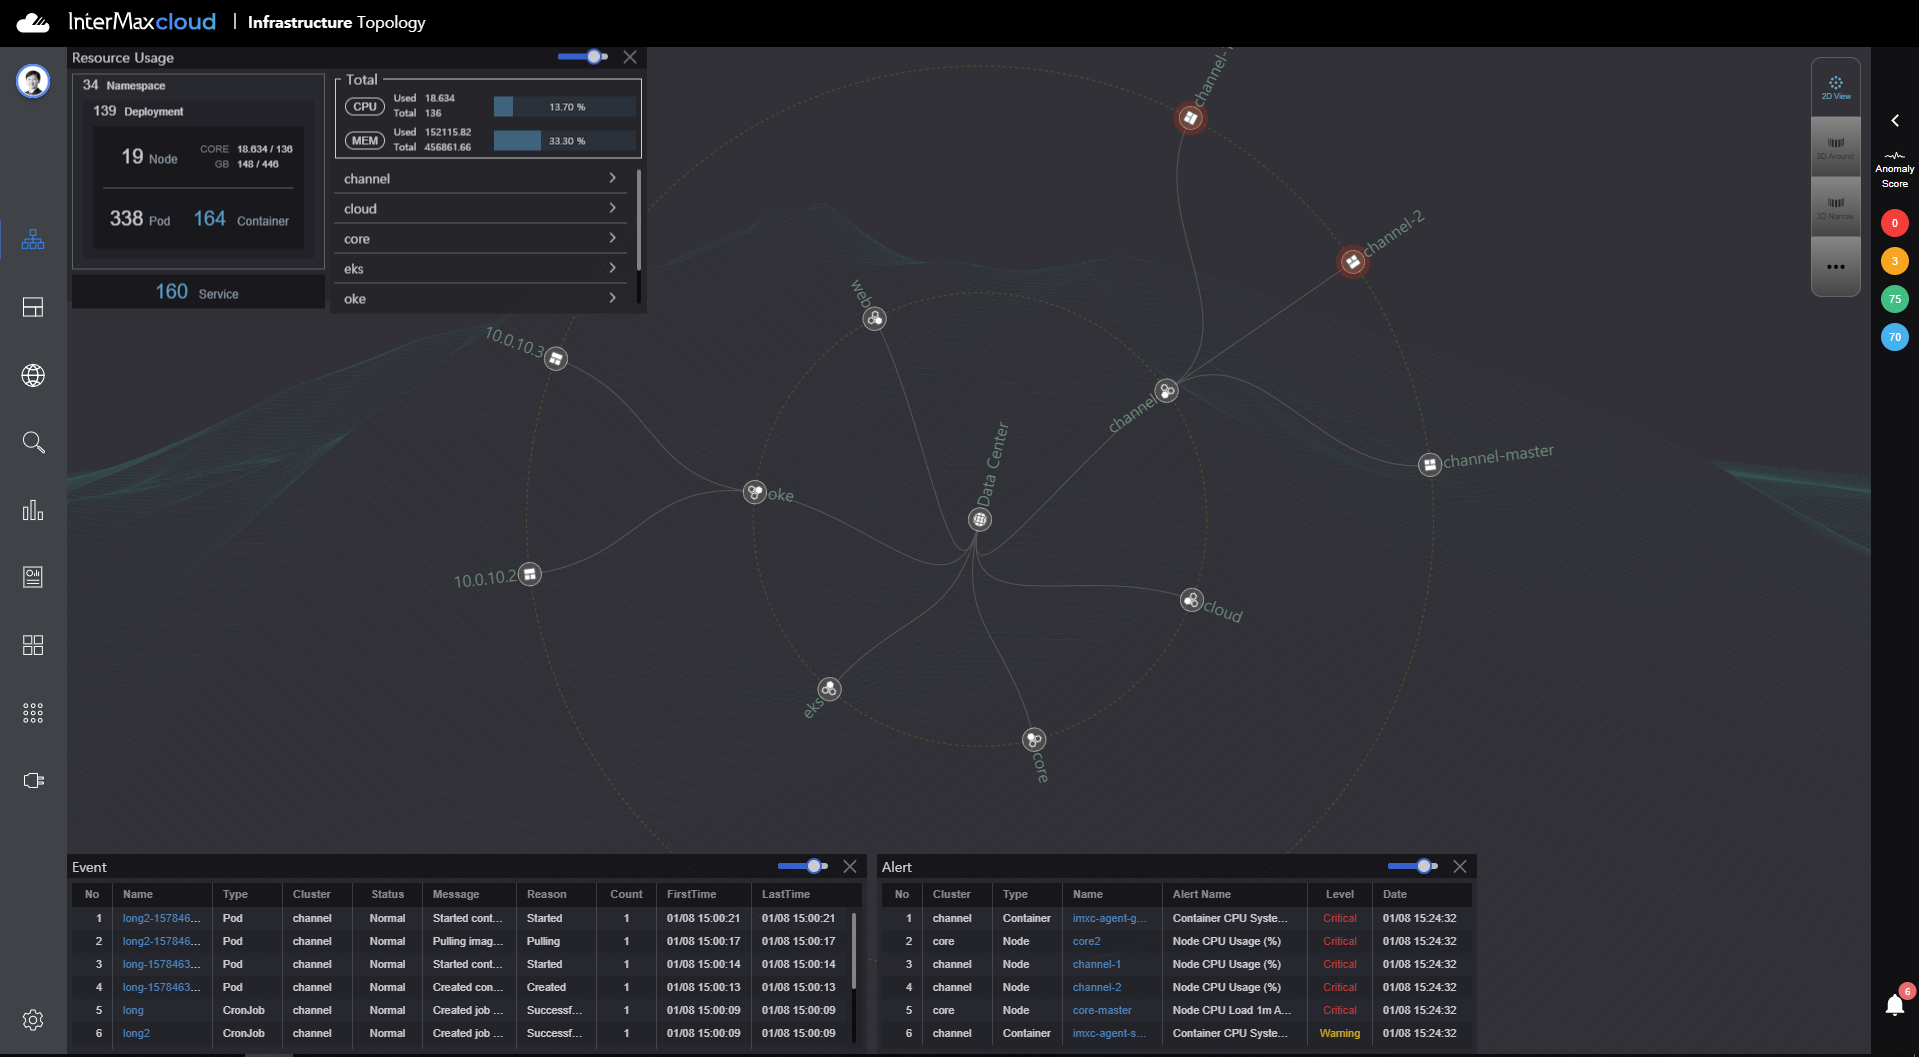 InterMaxcloud | Infrastructure Topology
Resource Usage
34 Namespace
139 Deployment
19 Node
CORE 18.634 / 136
GB 148 / 446
338 Pod 164 Container
160 Service
Total
CPU Used 18.634 Total 136 13.70 %
MEM Used 152115.82 Total 456861.66 33.30 %
channel
cloud
core
eks
oke
channel-1
channel-2
web
10.0.10.3
channel
channel-master
Data Center
oke
10.0.10.2
cloud
eks
core
2D View
3D Around
3D Narrow
Anomaly
Score
0
3
75
70
6
Event
No Name Type Cluster Status Message Reason Count FirstTime LastTime
1 long2-157846... Pod channel Normal Started cont... Started 1 01/08 15:00:21 01/08 15:00:21
2 long2-157846... Pod channel Normal Pulling imag... Pulling 1 01/08 15:00:17 01/08 15:00:17
3 long-1578463... Pod channel Normal Started cont... Started 1 01/08 15:00:14 01/08 15:00:14
4 long-1578463... Pod channel Normal Created con... Created 1 01/08 15:00:13 01/08 15:00:13
5 long CronJob channel Normal Created job ... Successf... 1 01/08 15:00:09 01/08 15:00:09
6 long2 CronJob channel Normal Created job ... Successf... 1 01/08 15:00:09 01/08 15:00:09
Alert
No Cluster Type Name Alert Name Level Date
1 channel Container imxc-agent-g... Container CPU Syste... Critical 01/08 15:24:32
2 core Node core2 Node CPU Usage (%) Critical 01/08 15:24:32
3 channel Node channel-1 Node CPU Usage (%) Critical 01/08 15:24:32
4 channel Node channel-2 Node CPU Usage (%) Critical 01/08 15:24:32
5 core Node core-master Node CPU Load 1m A... Critical 01/08 15:24:32
6 channel Container imxc-agent-s... Container CPU Syste... Warning 01/08 15:24:32